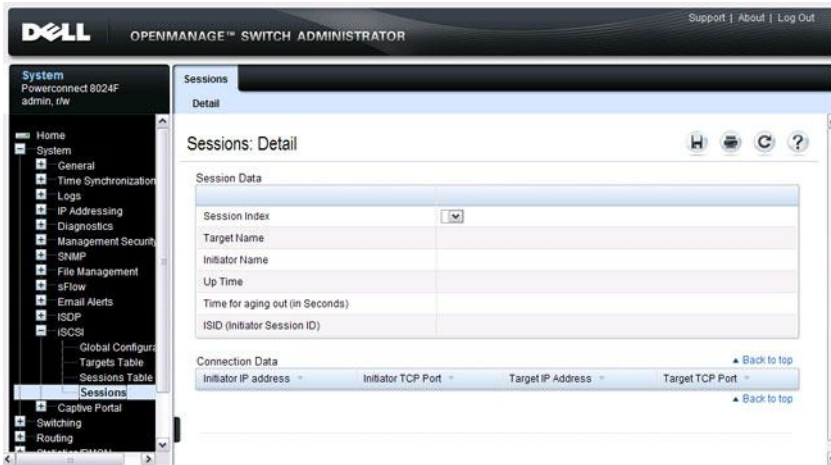 Support | About | Log Out
DELL
OPENMANAGE™ SWITCH ADMINISTRATOR
System
Powerconnect 8024F
admin, r/w
Sessions
Detail
Home
System
General
Time Synchronization
Logs
IP Addressing
Diagnostics
Management Security
SNMP
File Management
sFlow
Email Alerts
ISDP
iSCSI
Global Configura
Targets Table
Sessions Table
Sessions
Captive Portal
Switching
Routing
Sessions: Detail
Session Data
Session Index
Target Name
Initiator Name
Up Time
Time for aging out (in Seconds)
ISID (Initiator Session ID)
Connection Data
Back to top
Initiator IP address Initiator TCP Port Target IP Address Target TCP Port
Back to top